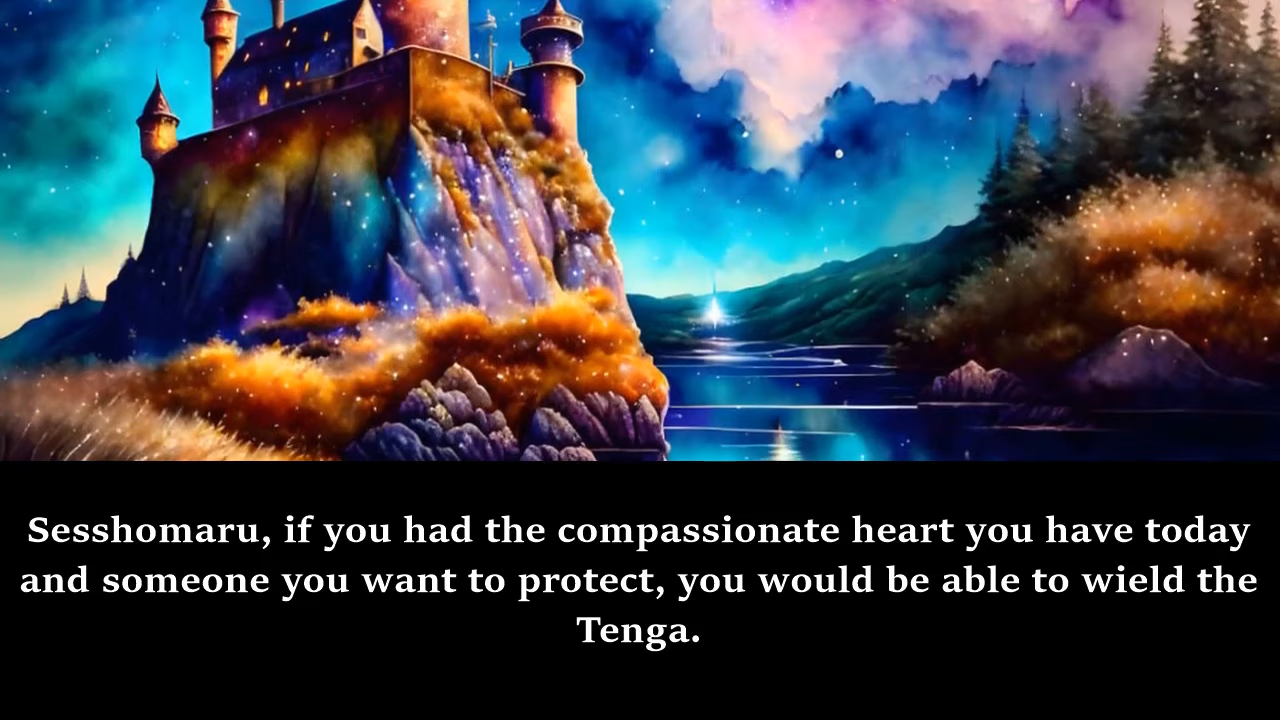 Sesshomaru, if you had the compassionate heart you have today
and someone you want to protect, you would be able to wield the
Tenga.